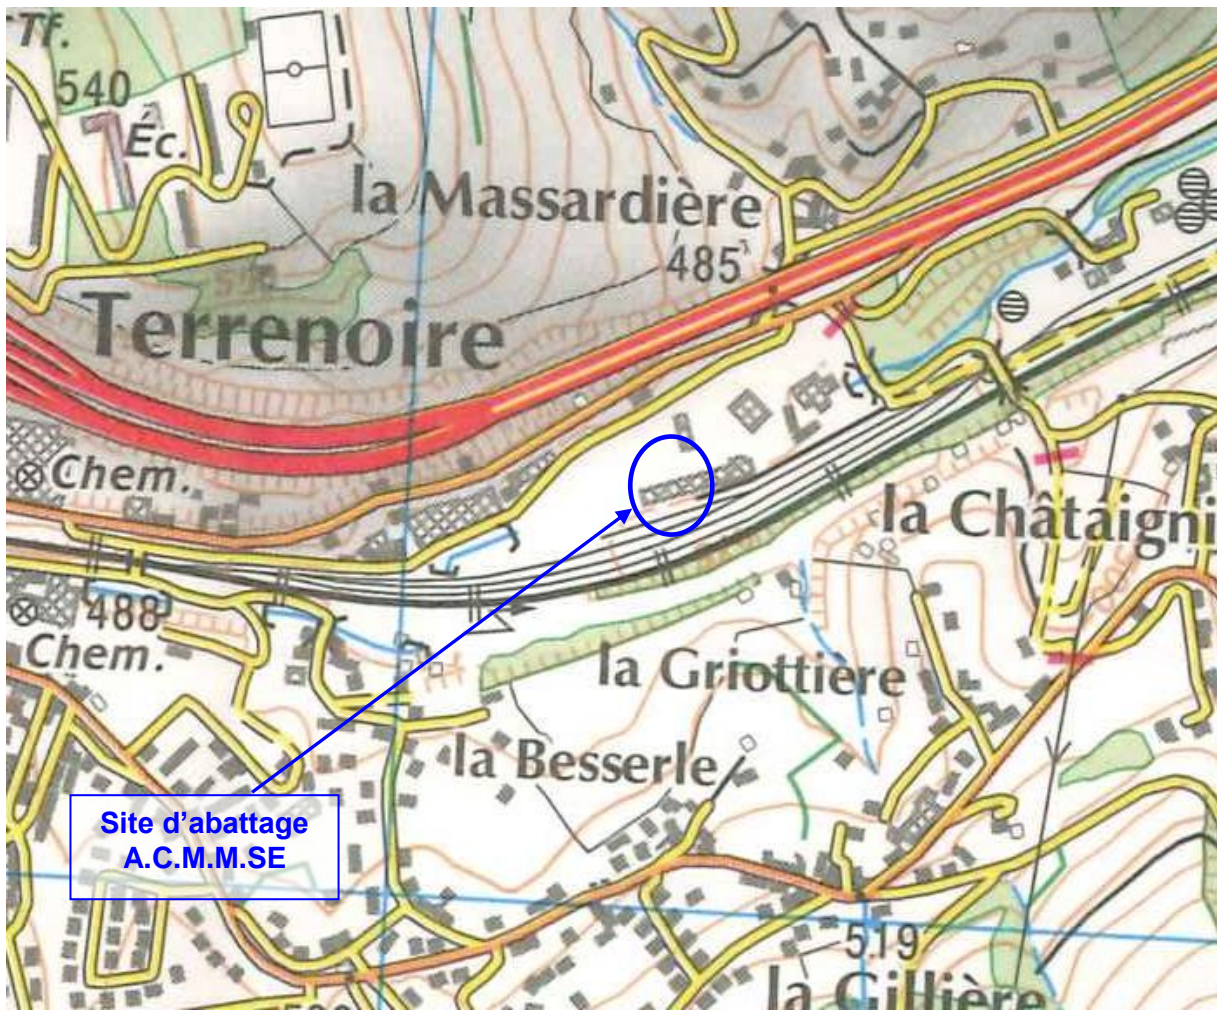 Tf.
540
Éc.
la Massardière
485
Terrenoire
Chem.
la Châtaigni
488
Chem.
la Griottière
la Besserle
Site d'abattage
A.C.M.M.SE
519
la Gillière